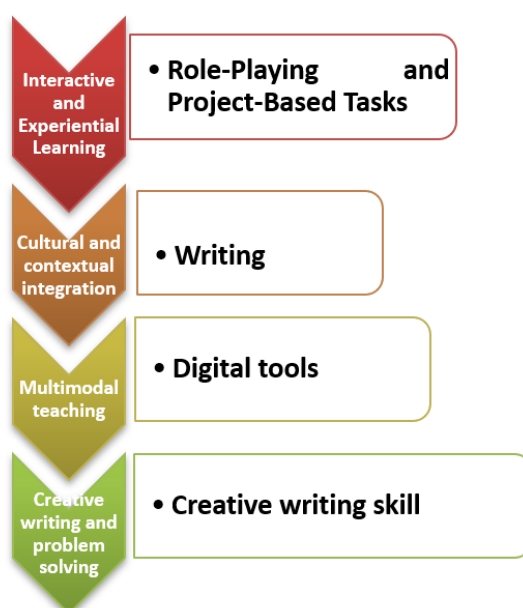 Interactive
and
Experiential
Learning
• Role-Playing and
Project-Based Tasks
Cultural and
contextual
integration
• Writing
Multimodal
teaching
• Digital tools
Creative
writing and
problem
solving
• Creative writing skill